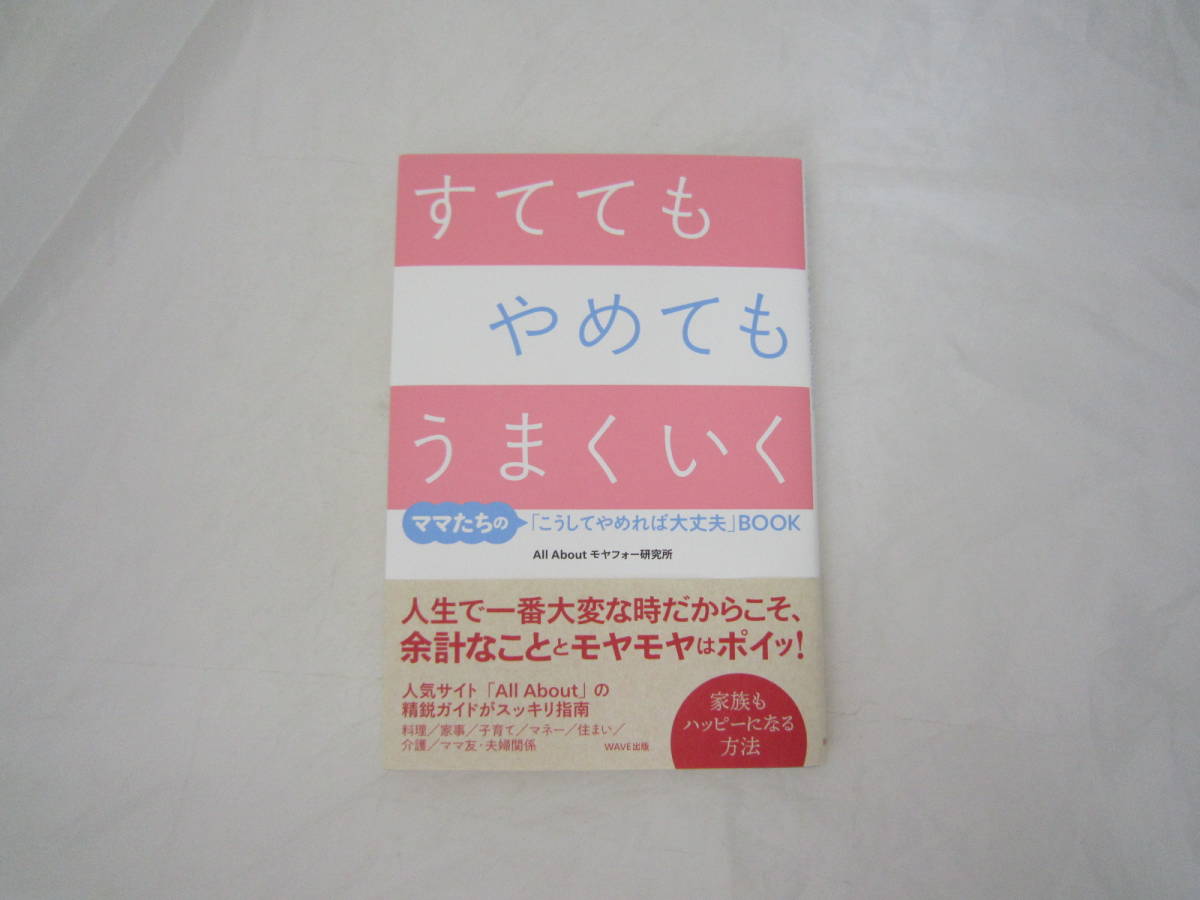 すてても
やめても
うまくいく
ママたちの「こうしてやめれば大丈夫」BOOK
All About モヤフォー研究所
人生で一番大変な時だからこそ、
余計なこととモヤモヤはポイッ!
人気サイト「All About」の
精鋭ガイドがスッキリ指南
料理／家事／子育て／マネー／住まい／
介護／ママ友・夫婦関係
WAVE出版
家族も
ハッピーになる
方法